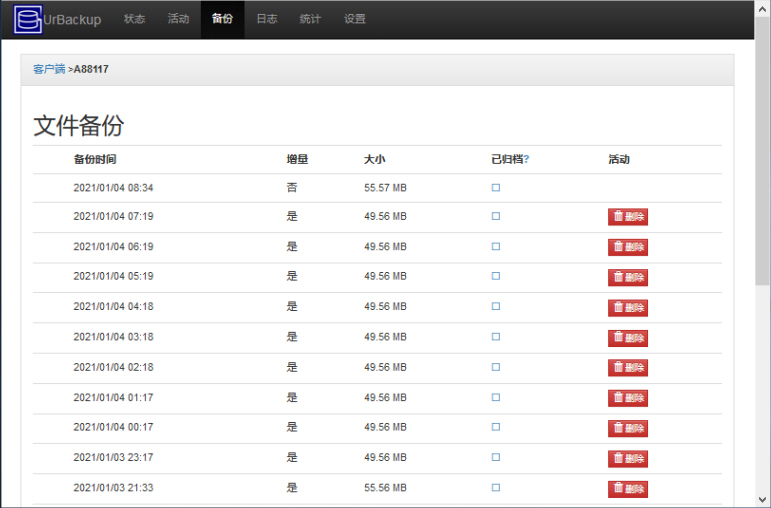 UrBackup 状态 活动 备份 日志 统计 设置
客户端 >A88117
文件备份
备份时间 增量 大小 已归档? 活动
2021/01/04 08:34 否 55.57 MB
2021/01/04 07:19 是 49.56 MB 删除
2021/01/04 06:19 是 49.56 MB 删除
2021/01/04 05:19 是 49.56 MB 删除
2021/01/04 04:18 是 49.56 MB 删除
2021/01/04 03:18 是 49.56 MB 删除
2021/01/04 02:18 是 49.56 MB 删除
2021/01/04 01:17 是 49.56 MB 删除
2021/01/04 00:17 是 49.56 MB 删除
2021/01/03 23:17 是 49.56 MB 删除
2021/01/03 21:33 是 55.56 MB 删除